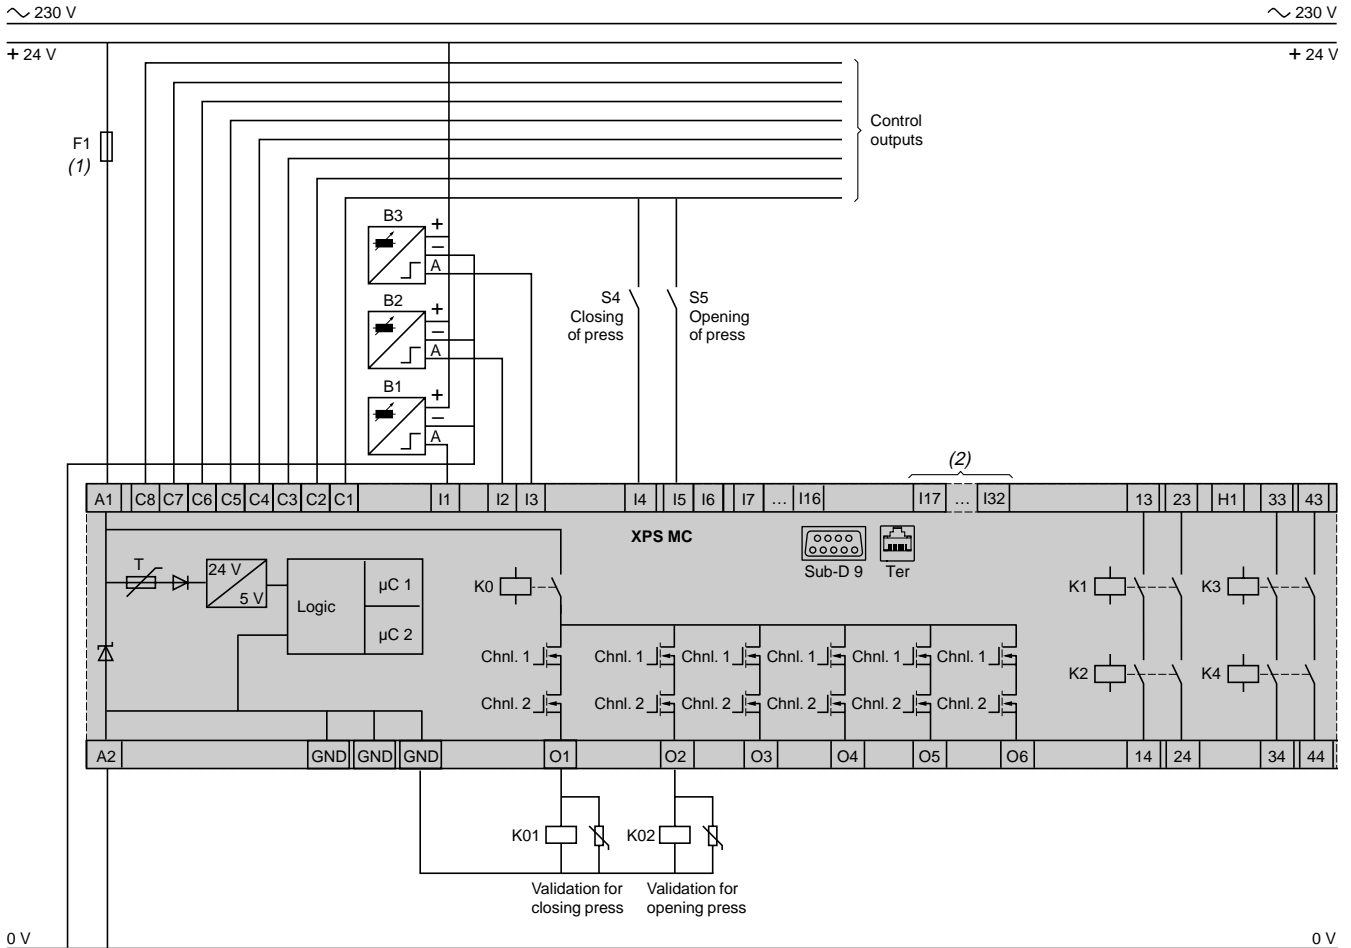 230 V 230 V
+ 24 V + 24 V
F1
(1)
Control
outputs
B3
+
–
A
B2
+
–
A
B1
+
–
A
S4
Closing
of press
S5
Opening
of press
(2)
A1 C8 C7 C6 C5 C4 C3 C2 C1 I1 I2 I3 I4 I5 I6 I7 ... I16 I17 ... I32 13 23 H1 33 43
XPS MC
Sub-D 9 Ter
T
24 V
5 V
Logic
µC 1
µC 2
K0
K1 K3
Chnl. 1 Chnl. 1 Chnl. 1 Chnl. 1 Chnl. 1 Chnl. 1
K2 K4
Chnl. 2 Chnl. 2 Chnl. 2 Chnl. 2 Chnl. 2 Chnl. 2
A2 GND GND GND O1 O2 O3 O4 O5 O6 14 24 34 44
K01 K02
Validation for
closing press
Validation for
opening press
0 V 0 V